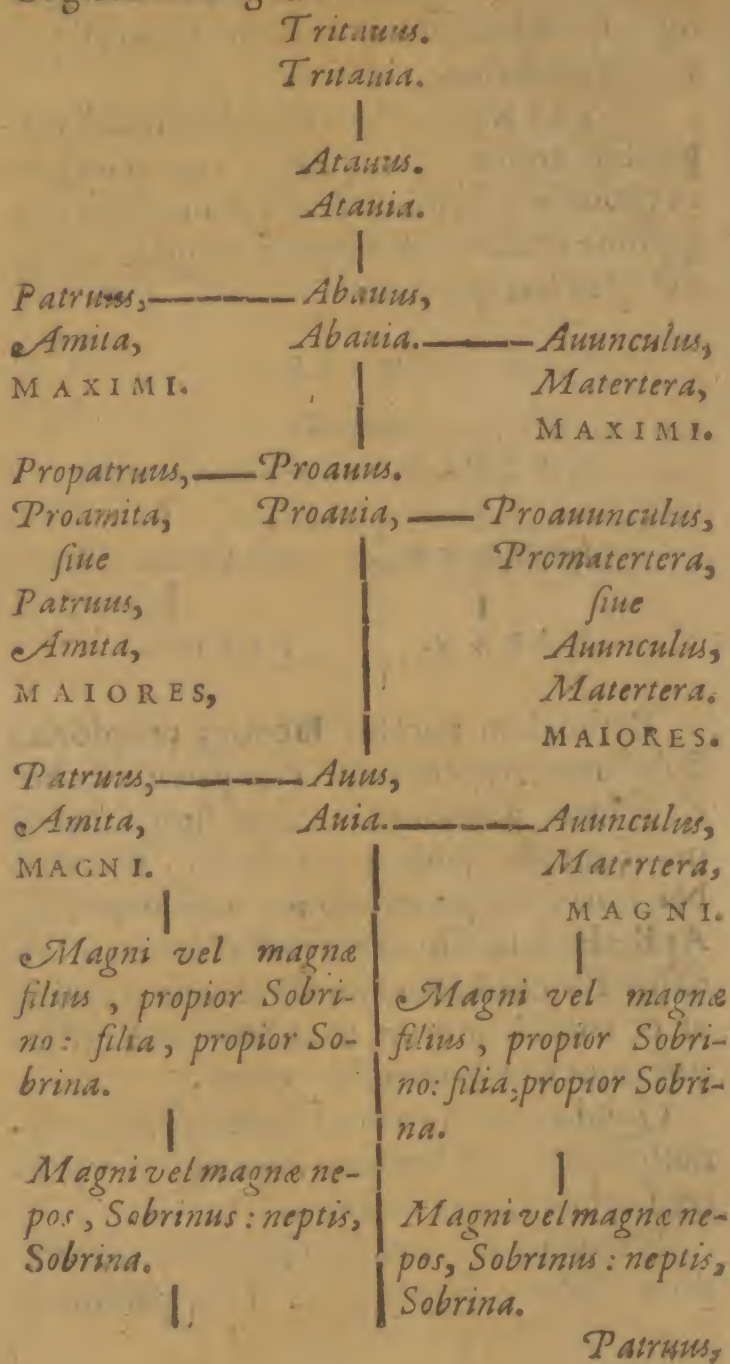 Tritauus.
Tritauia.
Atauus.
Atauia.
Patruus, Abauus,
Amita, Abauia. Auunculus,
MAXIMI. Matertera,
MAXIMI.
Propatruus, Proauus.
Proamita, Proauia, Proauunculus,
ſiue Promatertera,
Patruus, ſiue
Amita, Auunculus,
MAIORES, Matertera.
MAIORES.
Patruus, Auus,
Amita, Auia. Auunculus,
MAGNI. Matertera,
MAGNI.
Magni vel magnæ
filius, propior Sobri-
no: filia, propior So-
brina.
Magni vel magnæ
filius, propior Sobri-
no: filia, propior Sobri-
na.
Magni vel magnæ ne-
pos, Sobrinus: neptis,
Sobrina.
Magni vel magnæ ne-
pos, Sobrinus: neptis,
Sobrina.
Patruus,